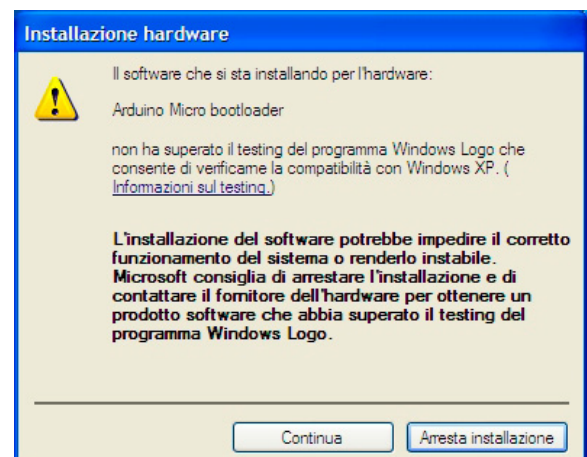 Installazione hardware
Il software che si sta installando per l'hardware:
Arduino Micro bootloader
non ha superato il testing del programma Windows Logo che
consente di verificarne la compatibilità con Windows XP. (
Informazioni sul testing.)
L'installazione del software potrebbe impedire il corretto
funzionamento del sistema o renderlo instabile.
Microsoft consiglia di arrestare l'installazione e di
contattare il fornitore dell'hardware per ottenere un
prodotto software che abbia superato il testing del
programma Windows Logo.
Continua
Arresta installazione